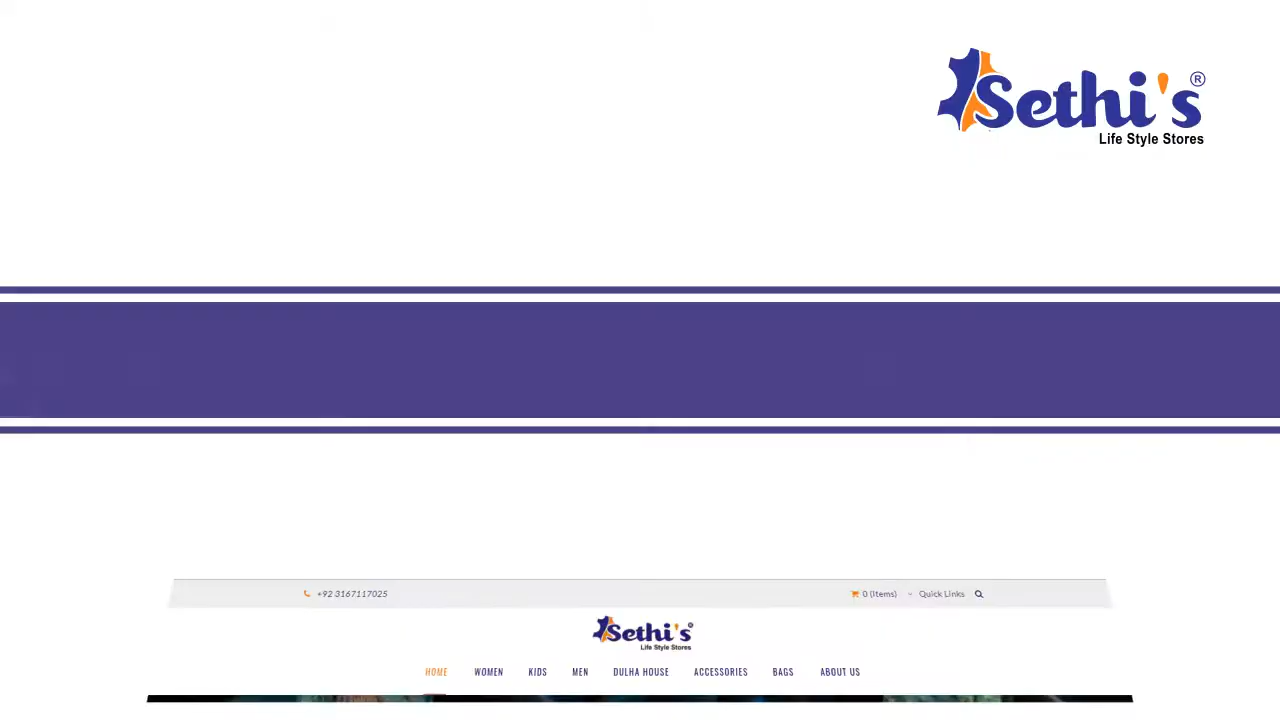 Sethi's®
Life Style Stores
+92 3167117025
0 (Items) Quick Links
Sethi's®
Life Style Stores
HOME WOMEN KIDS MEN DULHA HOUSE ACCESSORIES BAGS ABOUT US